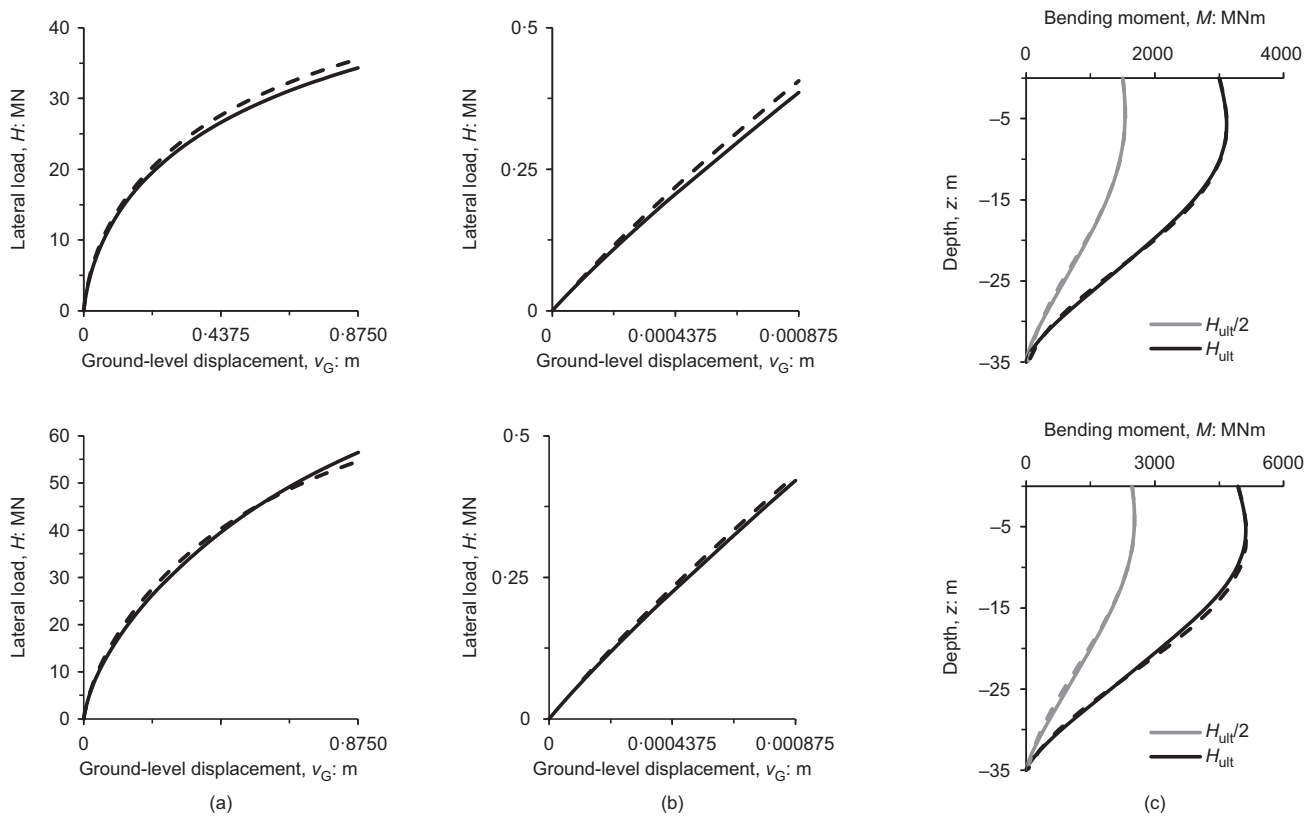 40
30
20
10
0
Lateral load, H: MN
0
0·4375
0·8750
Ground-level displacement, vG: m
0·5
0·25
0
Lateral load, H: MN
0
0·0004375
0·000875
Ground-level displacement, vG: m
Bending moment, M: MNm
0
2000
4000
–5
–15
–25
–35
Depth, z: m
Hult/2
Hult
60
50
40
30
20
10
0
Lateral load, H: MN
0
0·8750
Ground-level displacement, vG: m
(a)
0·5
0·25
0
Lateral load, H: MN
0
0·0004375
0·000875
Ground-level displacement, vG: m
(b)
Bending moment, M: MNm
0
3000
6000
–5
–15
–25
–35
Depth, z: m
Hult/2
Hult
(c)